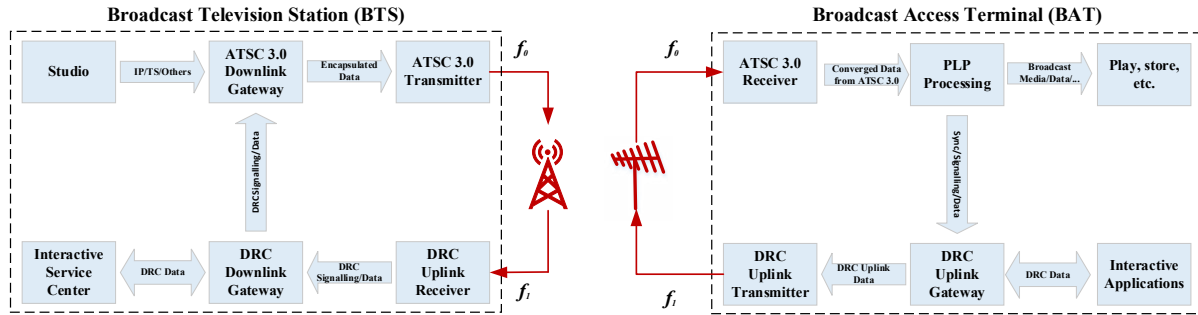 Broadcast Television Station (BTS)
Studio
IP/TS/Others
ATSC 3.0
Downlink
Gateway
Encapsulated
Data
ATSC 3.0
Transmitter
f0
DRCSignalling/Data
Interactive
Service
Center
DRC Data
DRC
Downlink
Gateway
DRC
Signalling/Data
DRC
Uplink
Receiver
f1
Broadcast Access Terminal (BAT)
f0
ATSC 3.0
Receiver
Converged Data
from ATSC 3.0
PLP
Processing
Broadcast
Media/Data/...
Play, store,
etc.
Sync/Signalling/Data
f1
DRC
Uplink
Transmitter
DRC Uplink
Data
DRC
Uplink
Gateway
DRC Data
Interactive
Applications